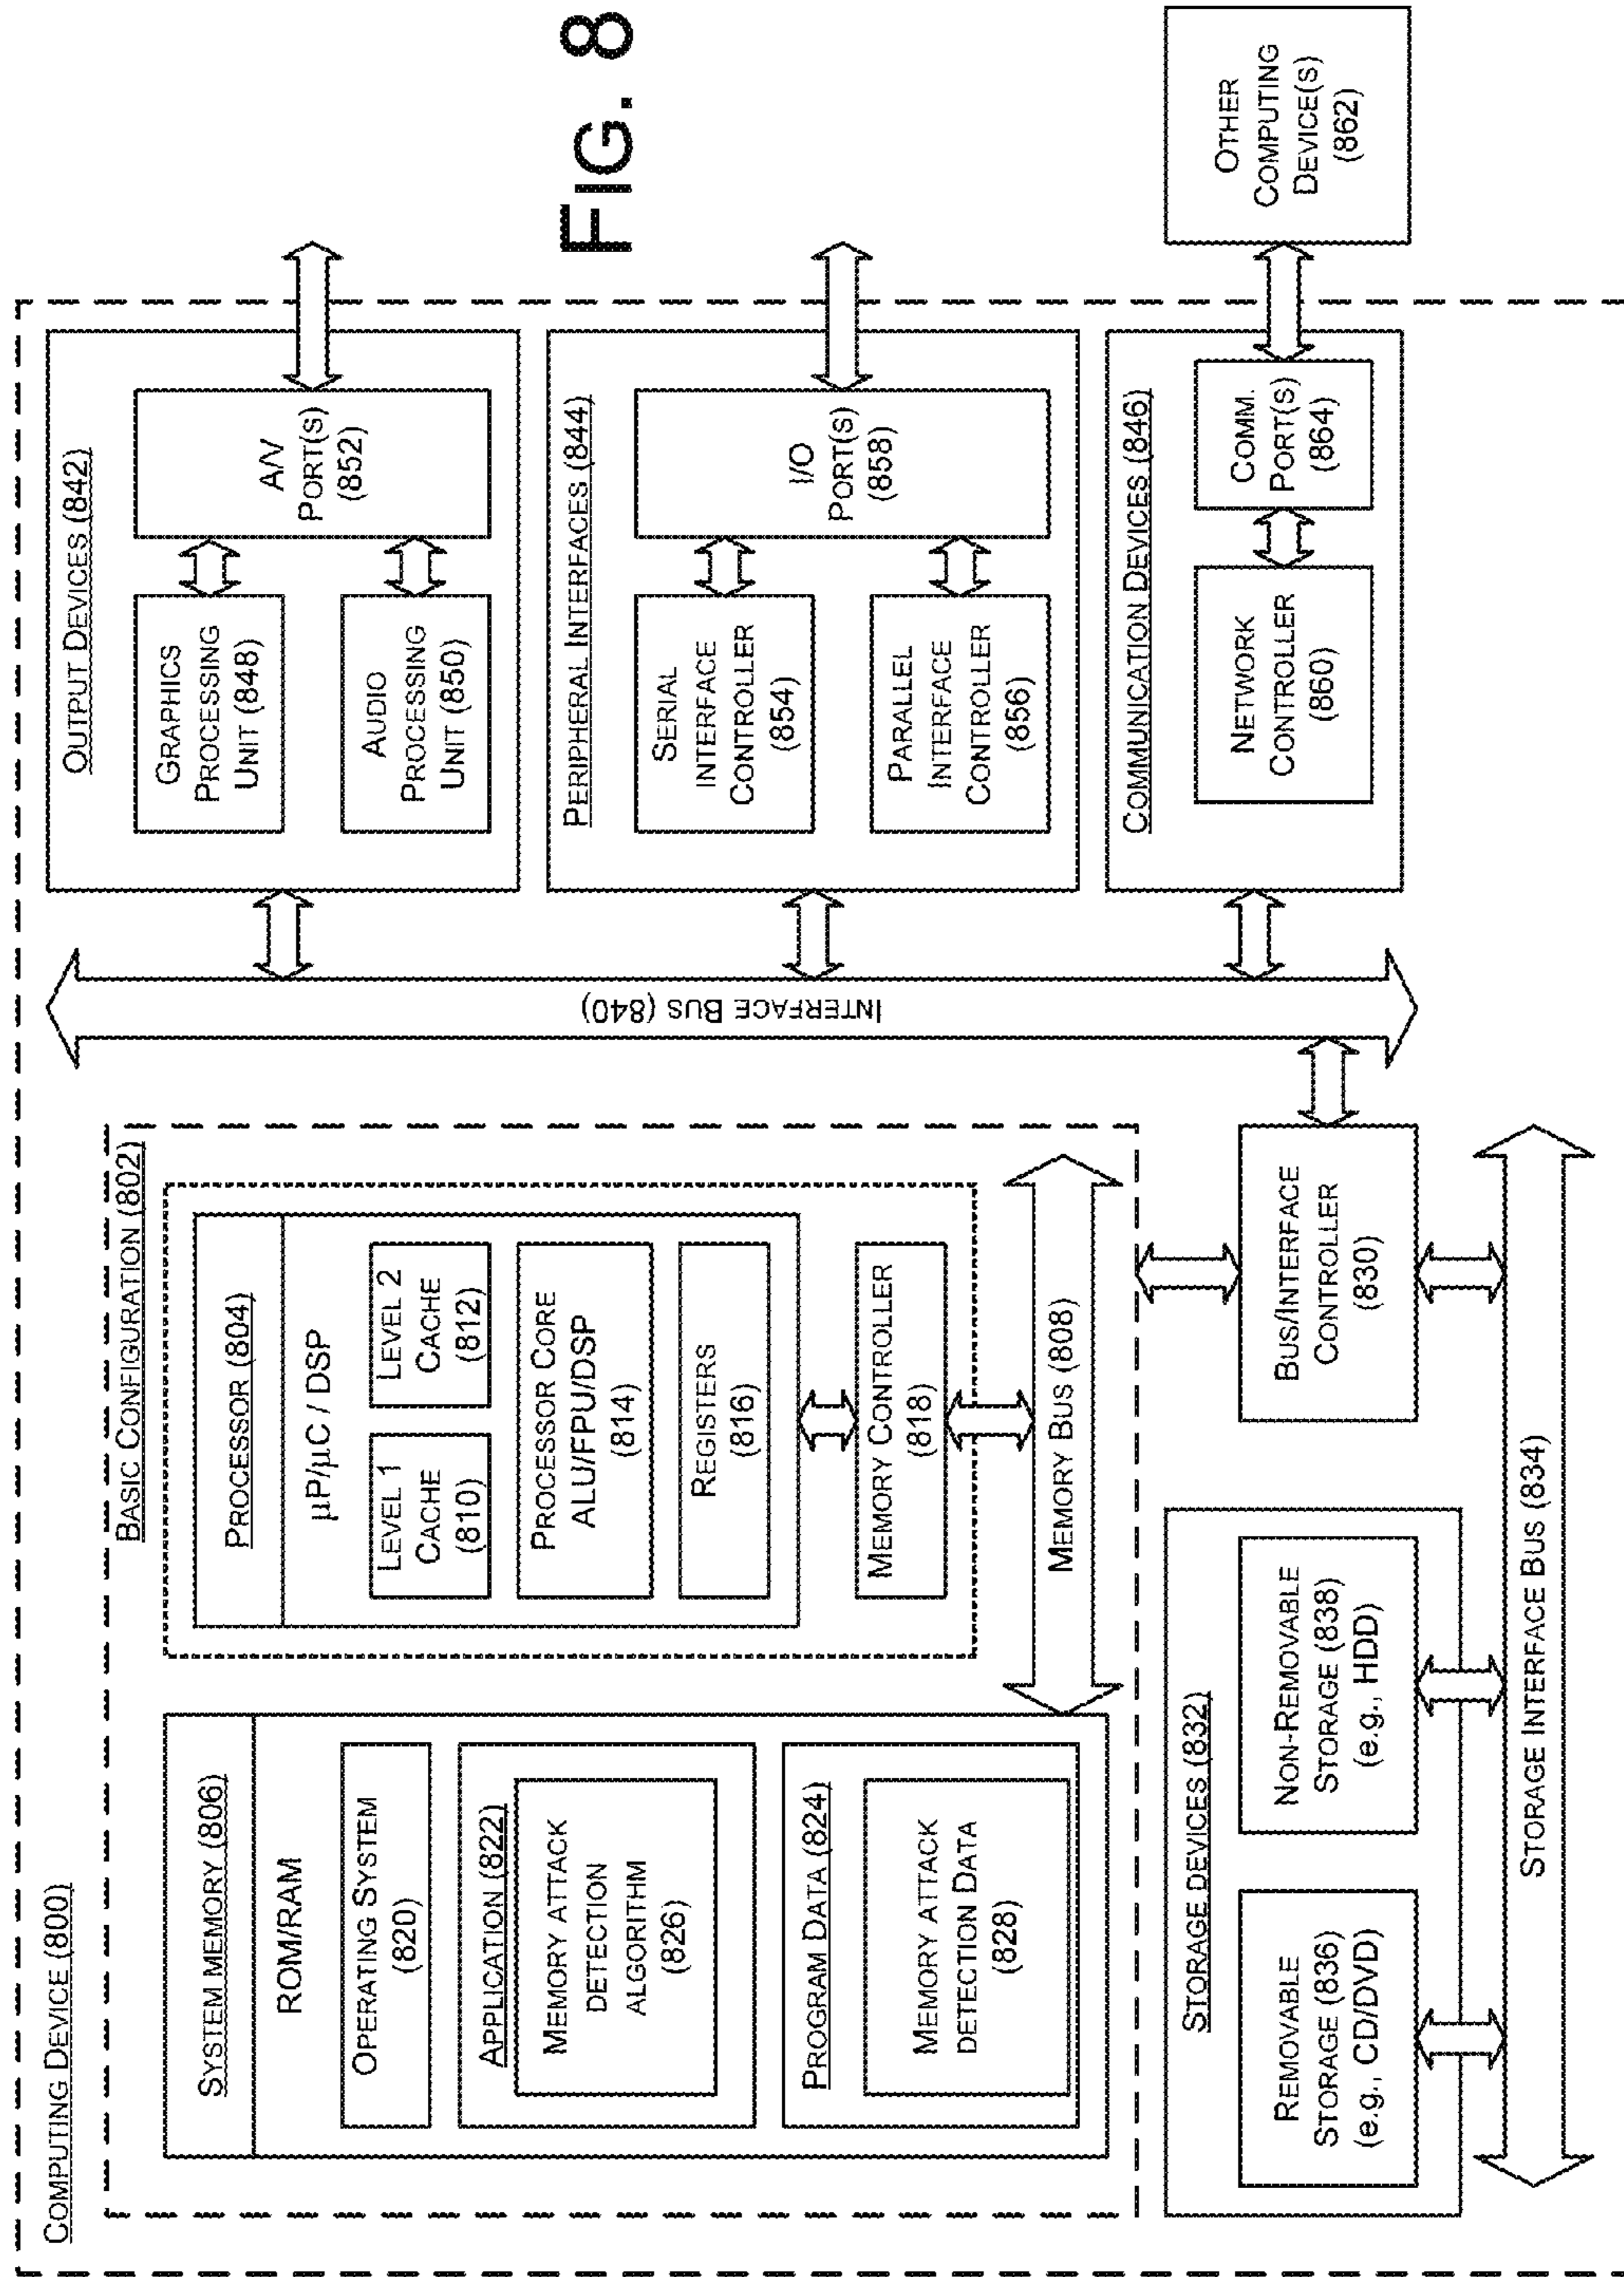 COMPUTING DEVICE (800)
BASIC CONFIGURATION (802)
SYSTEM MEMORY (806)
ROM/RAM
OPERATING SYSTEM
(820)
APPLICATION (822)
MEMORY ATTACK
DETECTION
ALGORITHM
(826)
PROGRAM DATA (824)
MEMORY ATTACK
DETECTION DATA
(828)
PROCESSOR (804)
µP/µC / DSP
LEVEL 1
CACHE
(810)
LEVEL 2
CACHE
(812)
PROCESSOR CORE
ALU/FPU/DSP
(814)
REGISTERS
(816)
MEMORY CONTROLLER
(818)
MEMORY BUS (808)
BUS/INTERFACE
CONTROLLER
(830)
STORAGE DEVICES (832)
REMOVABLE
STORAGE (836)
(e.g., CD/DVD)
NON-REMOVABLE
STORAGE (838)
(e.g., HDD)
STORAGE INTERFACE BUS (834)
INTERFACE BUS (840)
OUTPUT DEVICES (842)
GRAPHICS
PROCESSING
UNIT (848)
AUDIO
PROCESSING
UNIT (850)
A/V
PORT(S)
(852)
PERIPHERAL INTERFACES (844)
SERIAL
INTERFACE
CONTROLLER
(854)
PARALLEL
INTERFACE
CONTROLLER
(856)
I/O
PORT(S)
(858)
COMMUNICATION DEVICES (846)
NETWORK
CONTROLLER
(860)
COMM.
PORT(S)
(864)
OTHER
COMPUTING
DEVICE(S)
(862)
FIG. 8